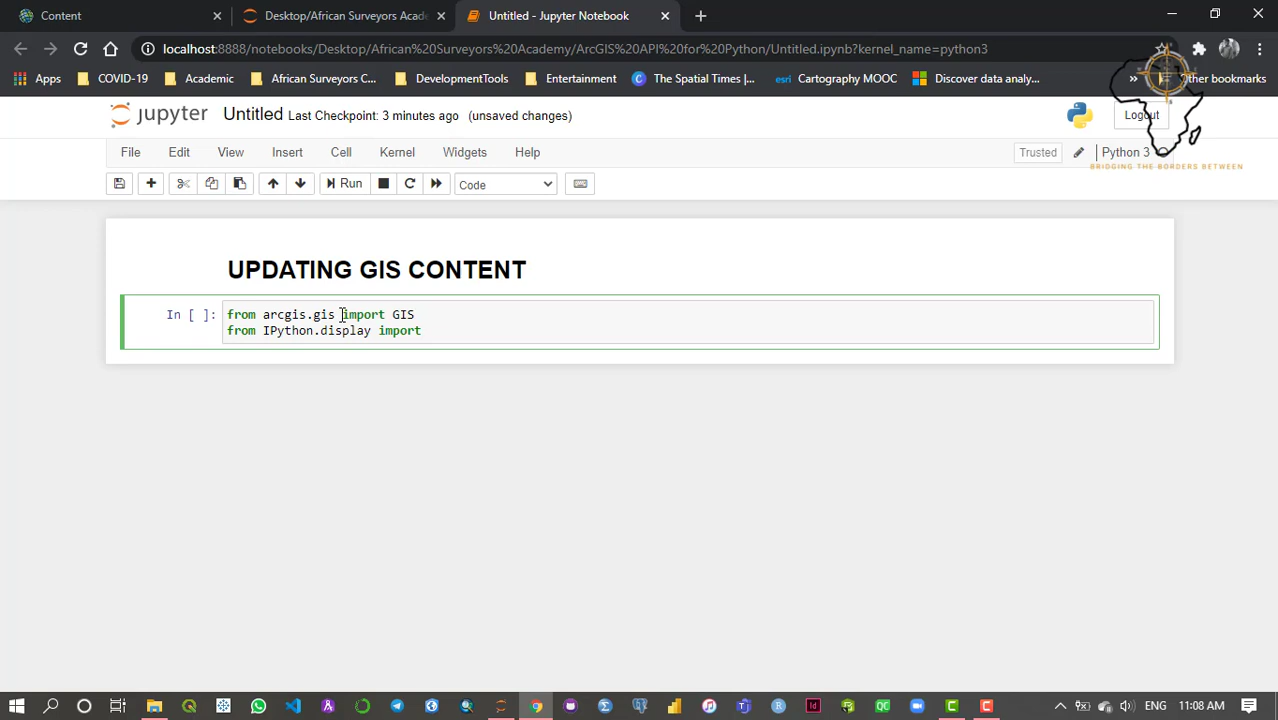 Content
Desktop/African Surveyors Acad
Untitled - Jupyter Notebook
localhost:8888/notebooks/Desktop/African%20Surveyors%20Academy/ArcGIS%20API%20for%20Python/Untitled.ipynb?kernel_name=python3
Apps
COVID-19
Academic
African Surveyors C...
DevelopmentTools
Entertainment
The Spatial Times |...
esri Cartography MOOC
Discover data analy...
»
Other bookmarks
jupyter Untitled Last Checkpoint: 3 minutes ago (unsaved changes)
Logout
File Edit View Insert Cell Kernel Widgets Help
Trusted
Python 3
BRIDGING THE BORDERS BETWEEN
Run
Code
UPDATING GIS CONTENT
In [ ]: from arcgis.gis import GIS
from IPython.display import
ENG 11:08 AM